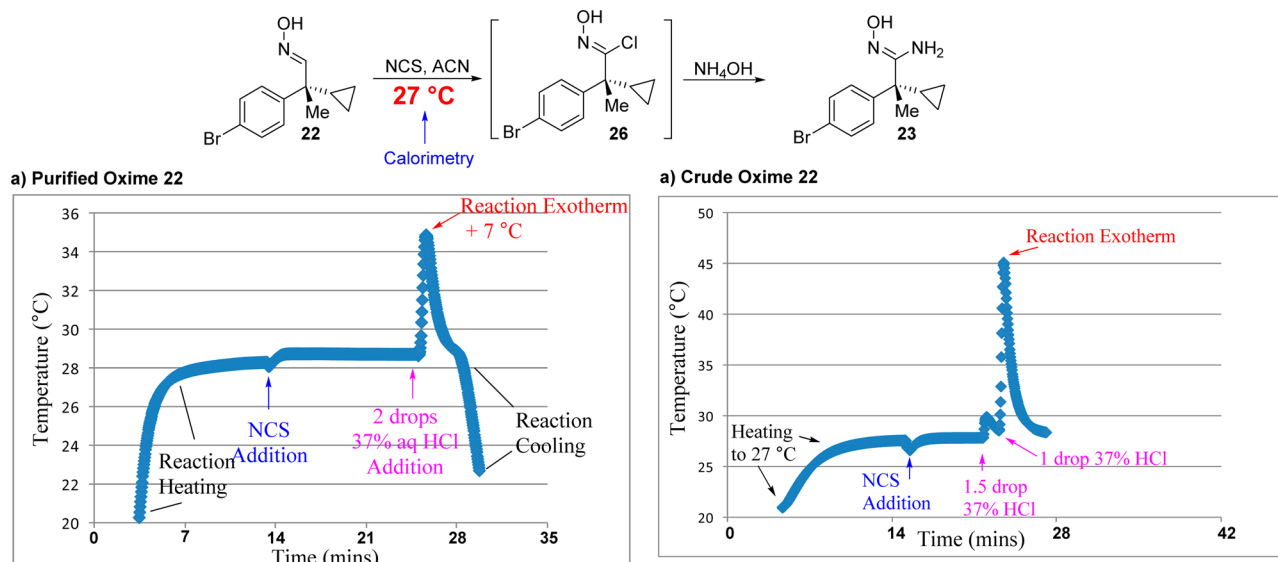 OH
N
Me
Br
22
NCS, ACN
27 °C
Calorimetry
OH
N
Cl
Me
Br
26
NH4OH
OH
N
NH2
Me
Br
23
a) Purified Oxime 22
36
34
32
30
28
26
24
22
20
0
7
14
21
28
35
Temperature (°C)
Time (mins)
Reaction Exotherm
+ 7 °C
NCS
Addition
2 drops
37% aq HCl
Addition
Reaction
Cooling
Reaction
Heating
a) Crude Oxime 22
50
45
40
35
30
25
20
0
14
28
42
Temperature (°C)
Time (mins)
Reaction Exotherm
Heating
to 27 °C
NCS
Addition
1.5 drop
37% HCl
1 drop 37% HCl